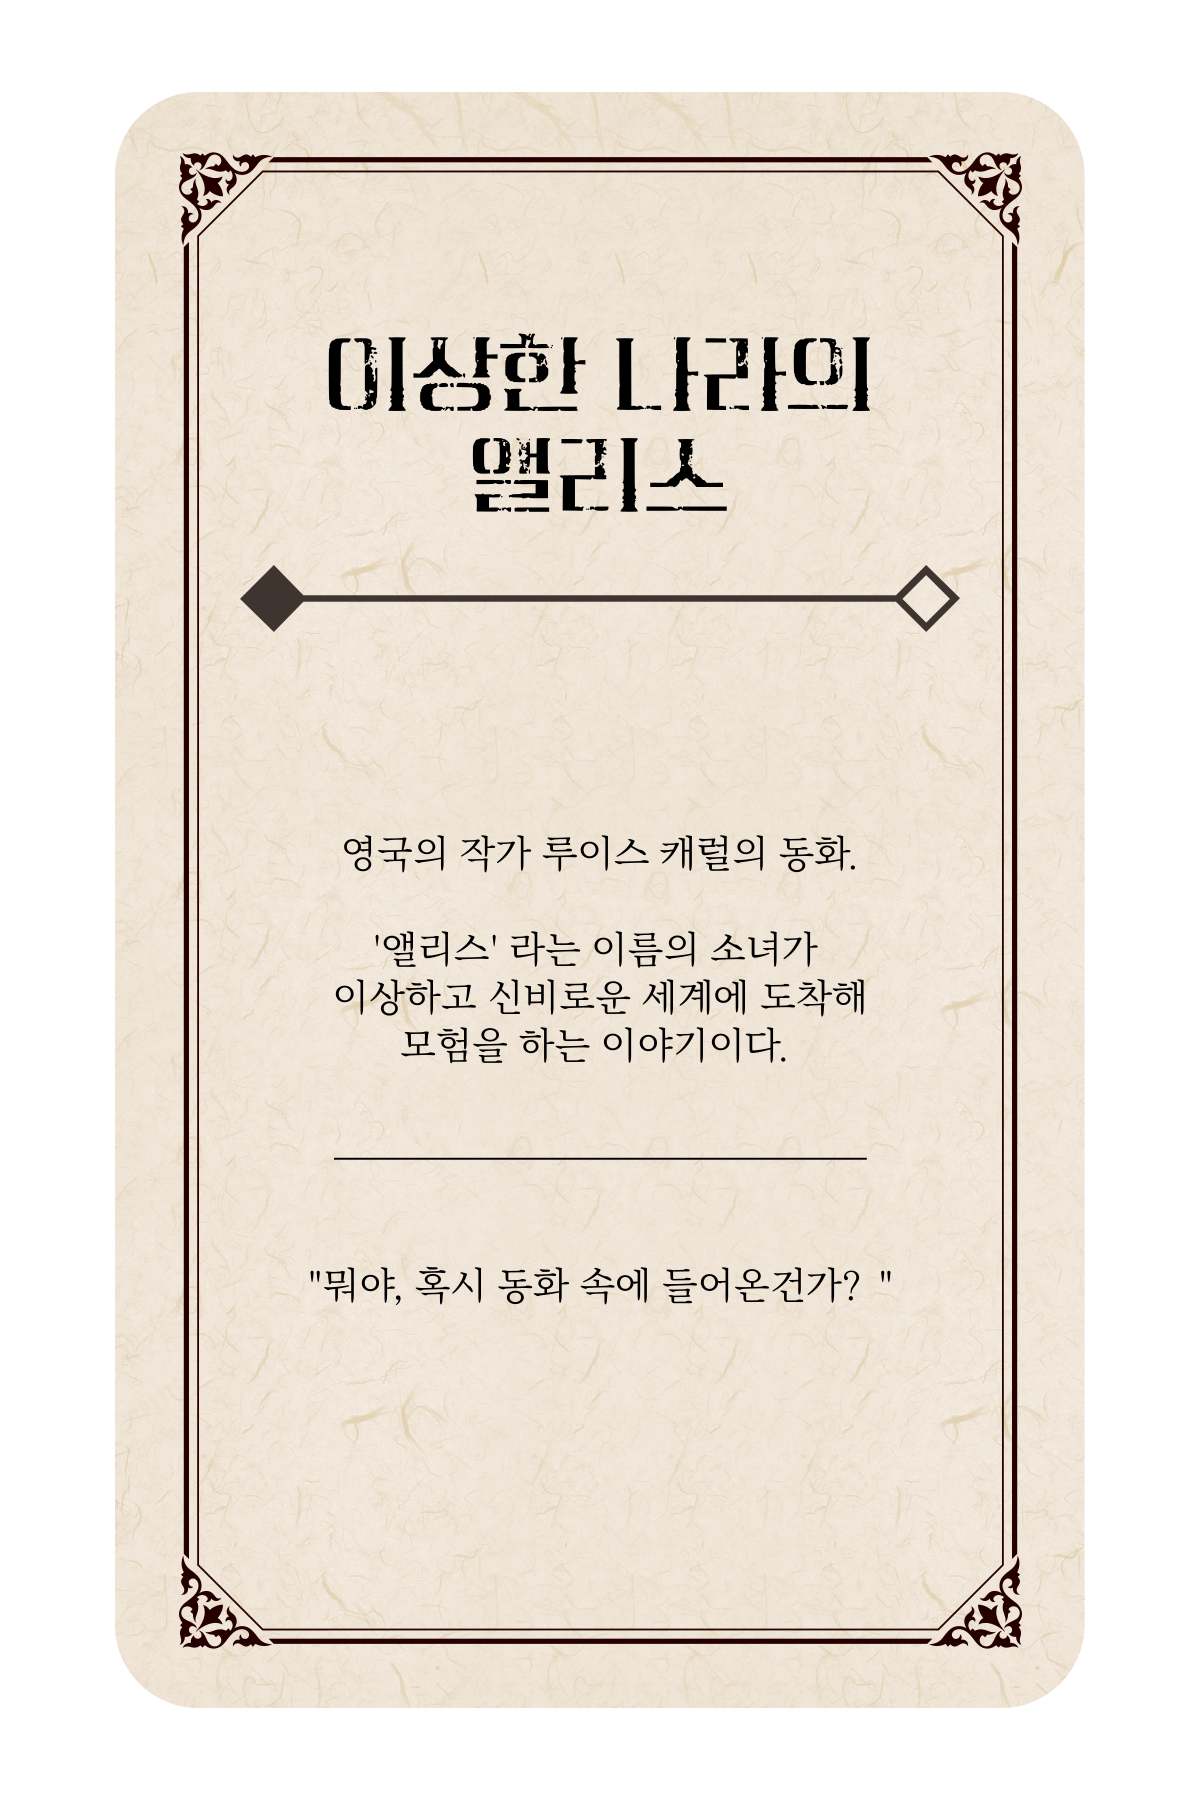 이상한 나라의
앨리스
영국의 작가 루이스 캐럴의 동화.
'앨리스' 라는 이름의 소녀가
이상하고 신비로운 세계에 도착해
모험을 하는 이야기이다.
"뭐야, 혹시 동화 속에 들어온건가? "